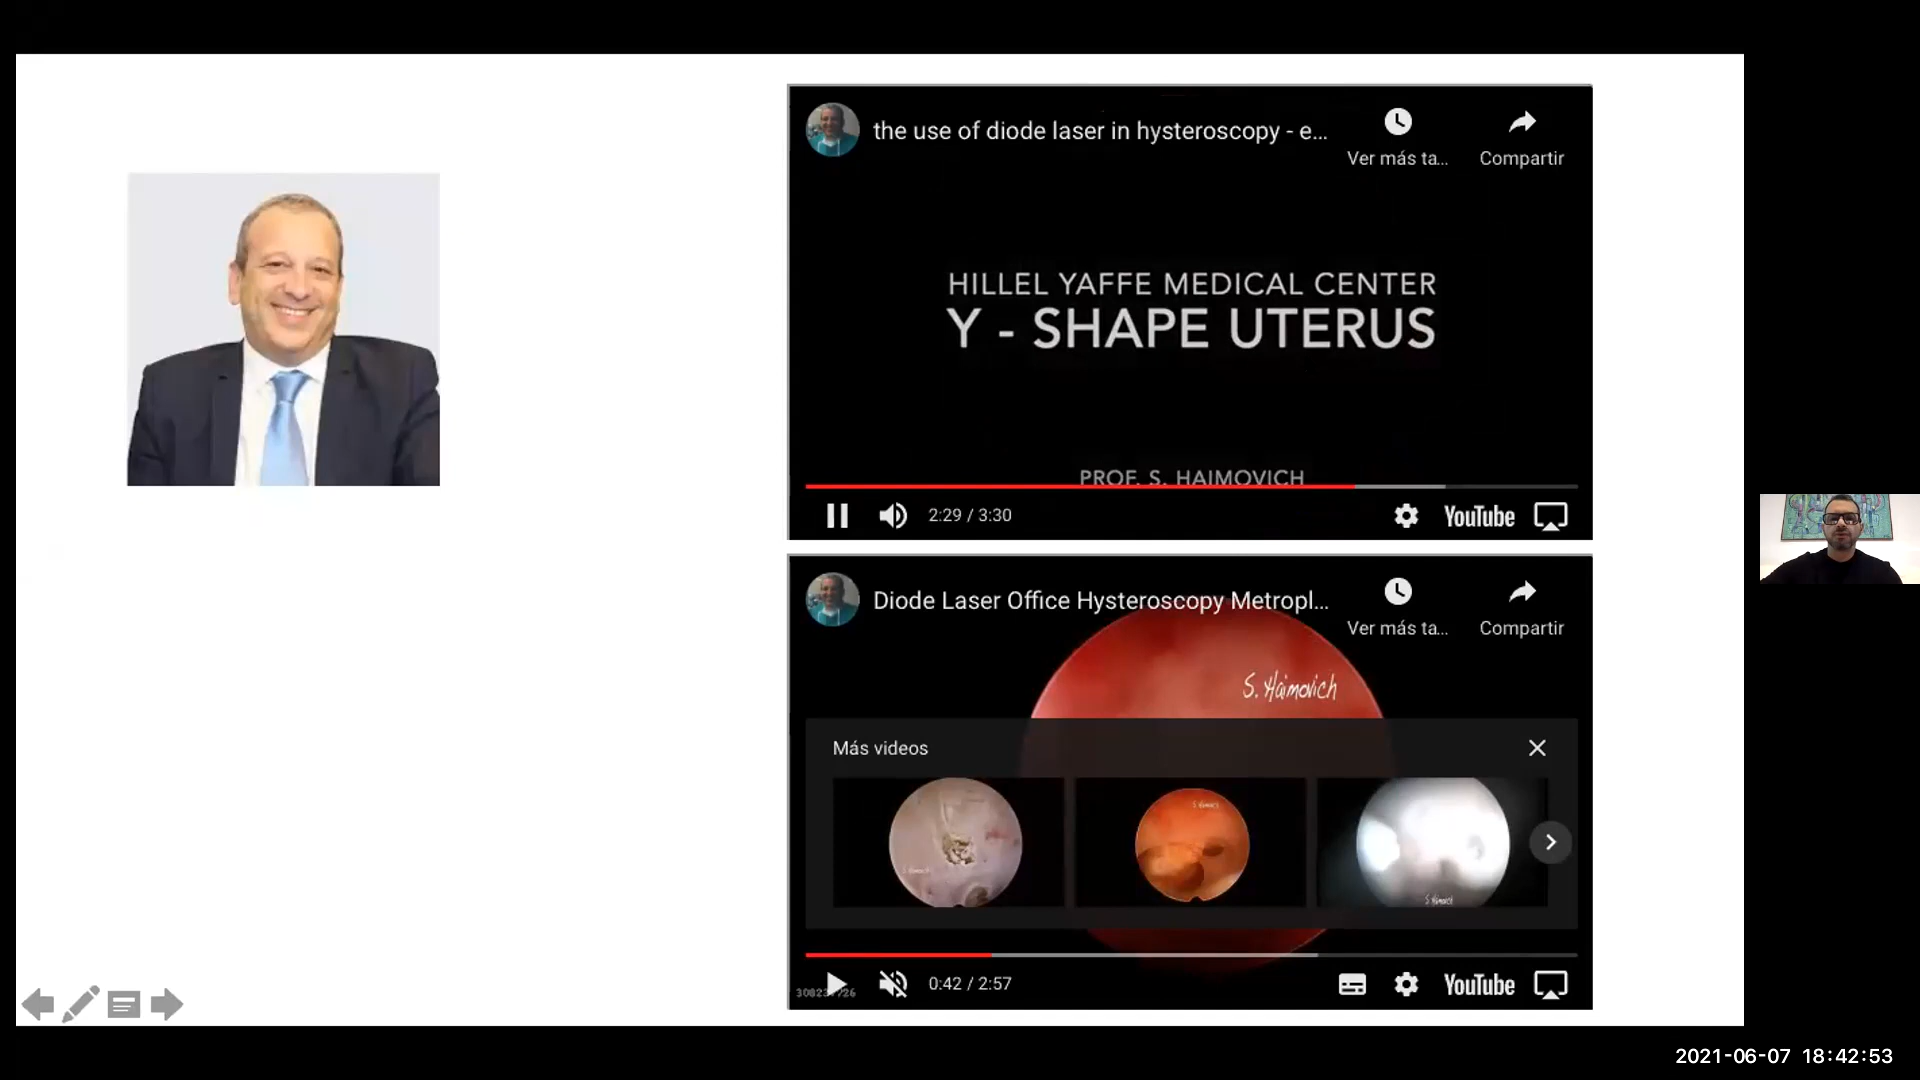 the use of diode laser in hysteroscopy - e...
Ver más ta...
Compartir
HILLEL YAFFE MEDICAL CENTER
Y - SHAPE UTERUS
PROF. S. HAIMOVICH
2:29 / 3:30
YouTube
Diode Laser Office Hysteroscopy Metropl...
Ver más ta...
Compartir
S. Haimovich
Más videos
S. Haimovich
S. Haimovich
0:42 / 2:57
YouTube
2021-06-07 18:42:53